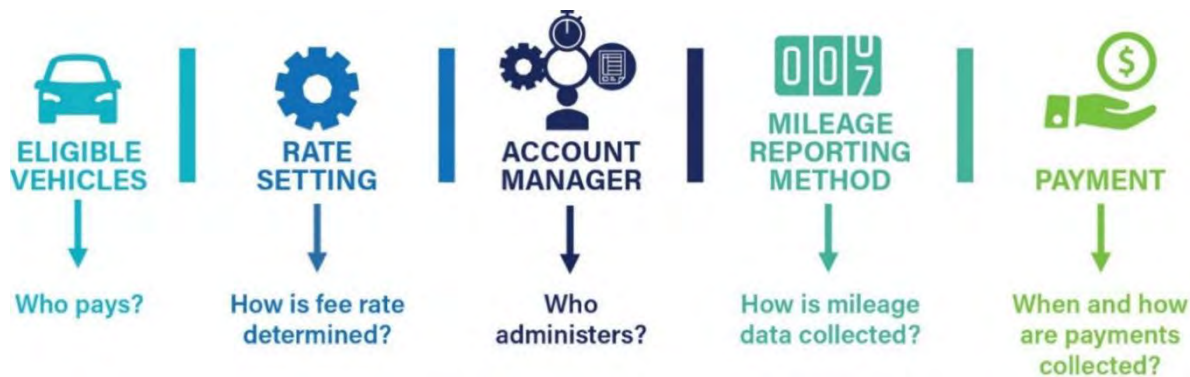 ELIGIBLE
VEHICLES
Who pays?
RATE
SETTING
How is fee rate
determined?
ACCOUNT
MANAGER
Who
administers?
007
MILEAGE
REPORTING
METHOD
How is mileage
data collected?
$
PAYMENT
When and how
are payments
collected?